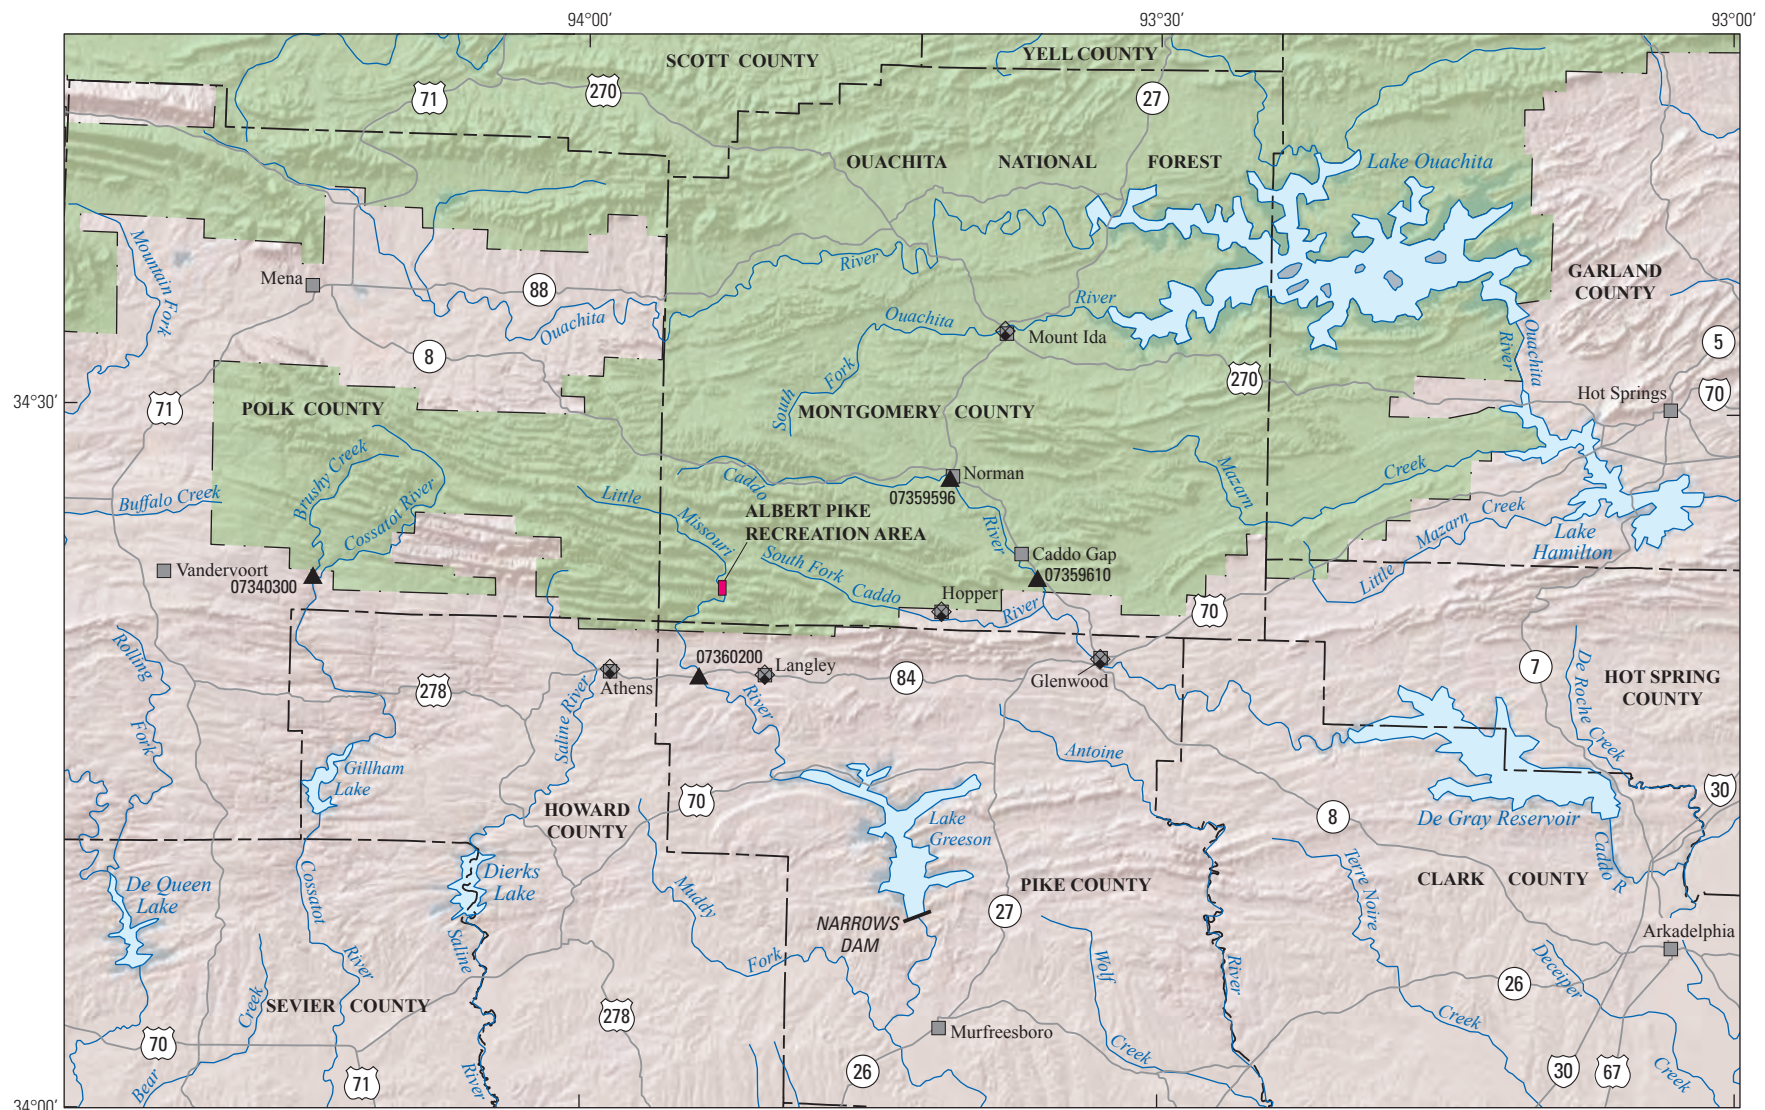 94°00'
93°30'
93°00'
SCOTT COUNTY
YELL COUNTY
71
270
27
OUACHITA NATIONAL FOREST
Lake Ouachita
Mountain Fork
Mena
88
River
GARLAND
COUNTY
Ouachita
River
Ouachita
Mount Ida
Ouachita
River
5
8
South Fork
270
70
34°30'
71
POLK COUNTY
MONTGOMERY COUNTY
Hot Springs
Brushy Creek
Caddo
Norman
Mazarn
Creek
Buffalo Creek
Cossatot River
Little
Missouri
07359596
ALBERT PIKE
RECREATION AREA
River
Little Mazarn Creek
Lake
Hamilton
Vandervoort
07340300
South Fork
Caddo
Caddo Gap
07359610
Hopper
River
70
Rolling
Fork
07360200
Langley
84
Glenwood
7
De Roche
Creek
HOT SPRING
COUNTY
278
Athens
Saline River
River
Antoine
Gillham
Lake
HOWARD
COUNTY
70
30
8
De Gray Reservoir
Lake
Greeson
Caddo R
De Queen
Lake
Cossatot
Dierks
Lake
Muddy
PIKE COUNTY
Terre Noire
CLARK COUNTY
27
NARROWS
DAM
Arkadelphia
Saline
River
Fork
Wolf
River
Deceiper
26
SEVIER COUNTY
Creek
278
Murfreesboro
Creek
Creek
70
Bear
71
River
26
30
67
Creek
34°00'